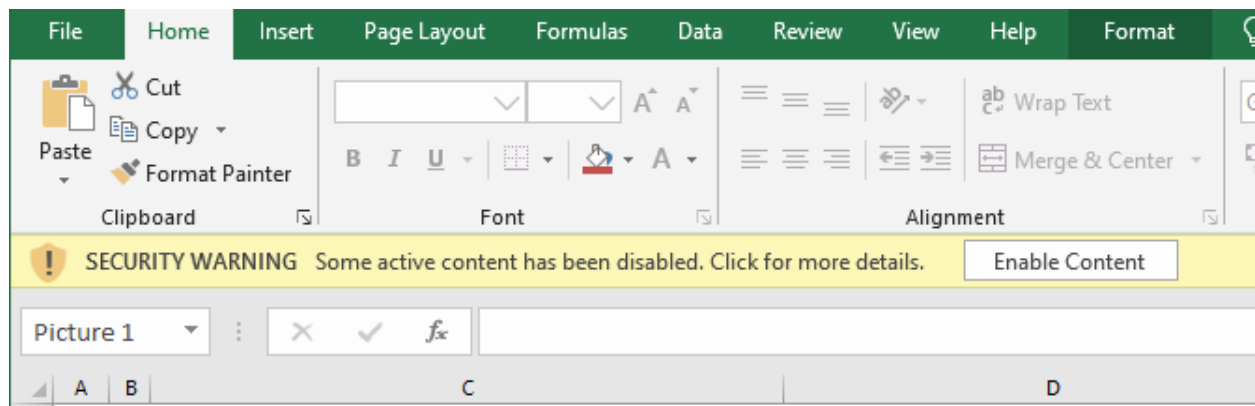 File Home Insert Page Layout Formulas Data Review View Help Format
Cut
Copy
Paste
Format Painter
A A
ab
c Wrap Text
B I U A
Merge & Center
Clipboard Font Alignment
SECURITY WARNING Some active content has been disabled. Click for more details. Enable Content
Picture 1 fx
A B C D